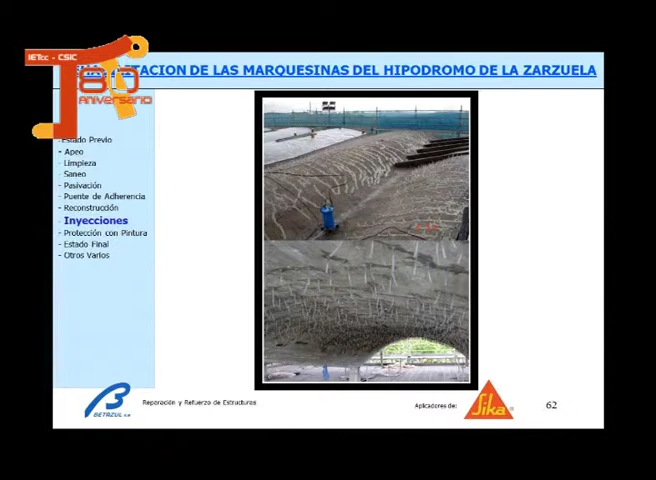 IETcc - CSIC
80
Aniversario
TACION DE LAS MARQUESINAS DEL HIPODROMO DE LA ZARZUELA
- Estado Previo
- Apeo
- Limpieza
- Saneo
- Pasivación
- Puente de Adherencia
- Reconstrucción
- Inyecciones
- Protección con Pintura
- Estado Final
- Otros Varios
BETAZUL S.A
Reparación y Refuerzo de Estructuras
Aplicadores de:
Sika
62